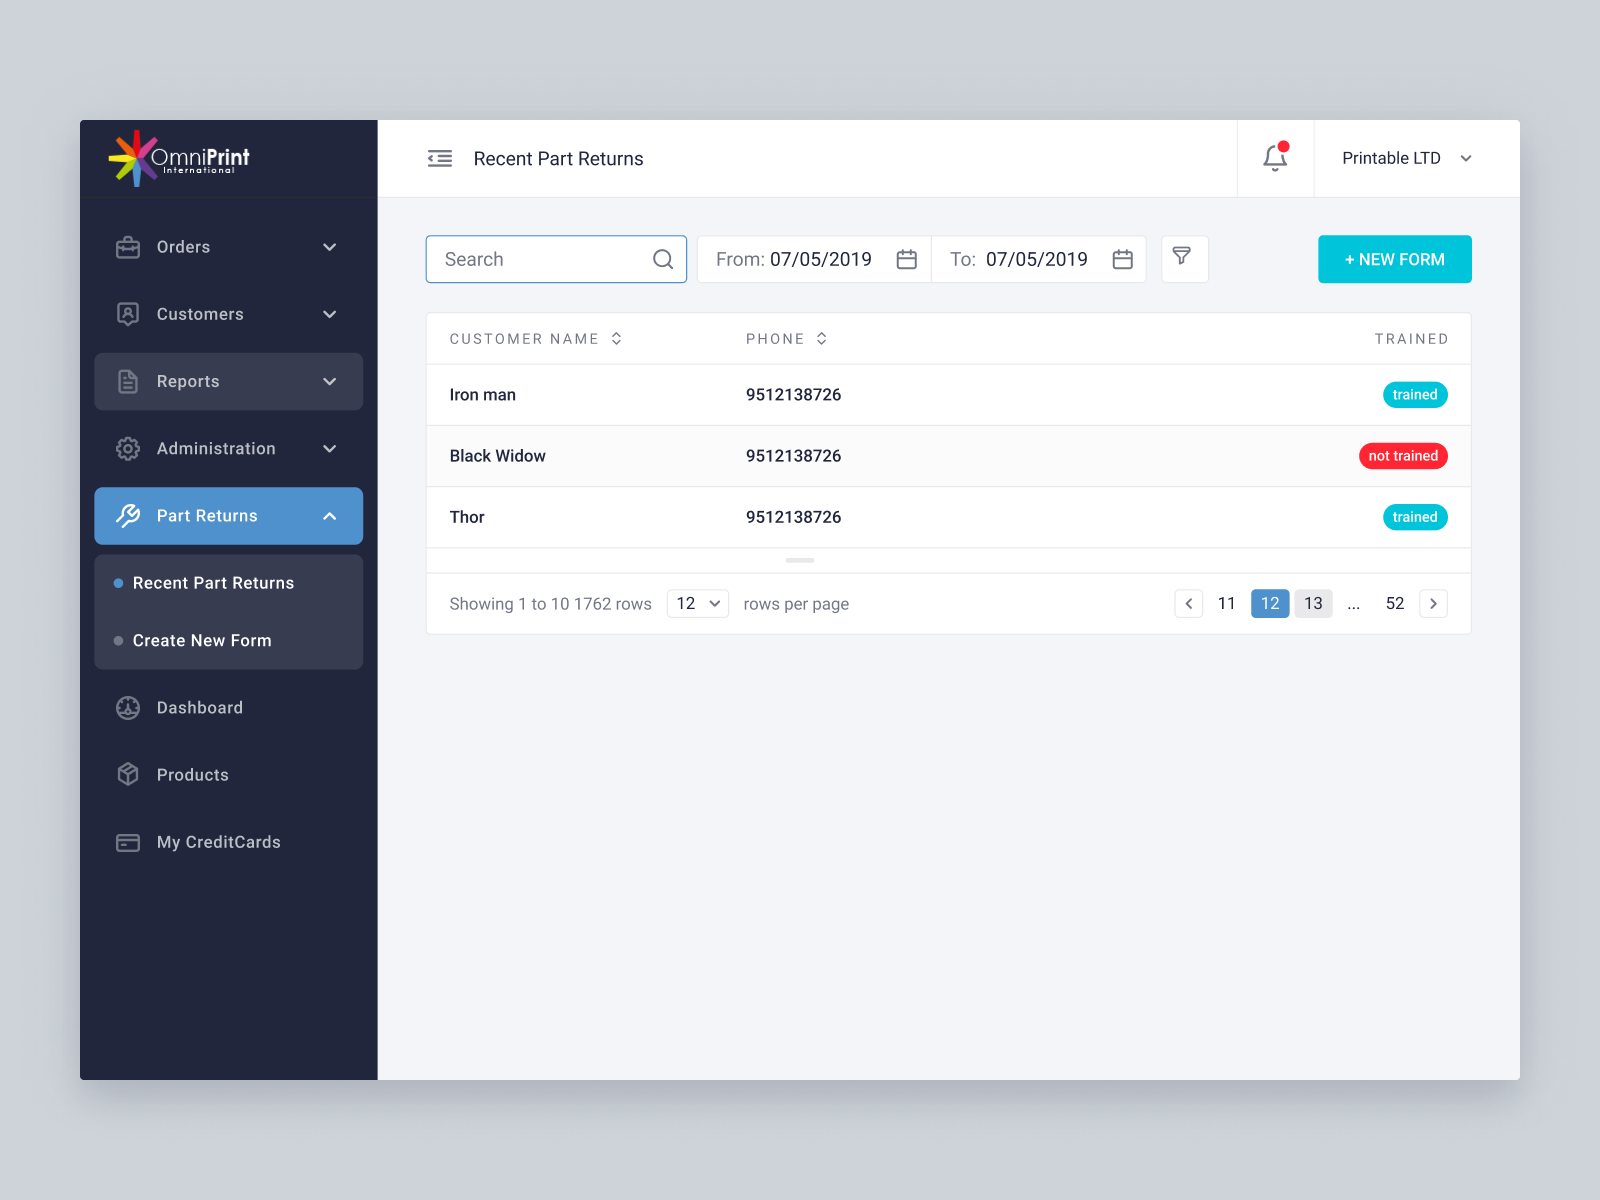 OmniPrint
International
Recent Part Returns
Printable LTD
Orders
Customers
Reports
Administration
Part Returns
Recent Part Returns
Create New Form
Dashboard
Products
My CreditCards
Search
From: 07/05/2019
To: 07/05/2019
+ NEW FORM
CUSTOMER NAME PHONE TRAINED
Iron man 9512138726 trained
Black Widow 9512138726 not trained
Thor 9512138726 trained
Showing 1 to 10 1762 rows 12 rows per page 11 12 13 ... 52